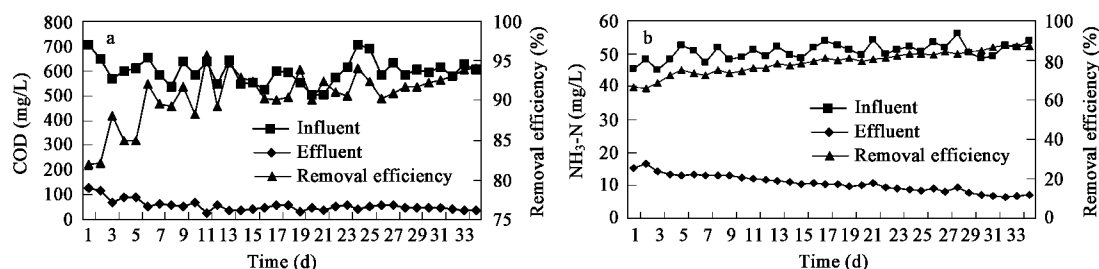 a
COD (mg/L)
800
700
600
500
400
300
200
100
0
Influent
Effluent
Removal efficiency
100
95
90
85
80
75
Removal efficiency (%)
1 3 5 7 9 11 13 15 17 19 21 23 25 27 29 31 33
Time (d)
b
NH3-N (mg/L)
60
50
40
30
20
10
0
Influent
Effluent
Removal efficiency
100
80
60
40
20
0
Removal efficiency (%)
1 3 5 7 9 11 13 15 17 19 21 23 25 27 29 31 33
Time (d)